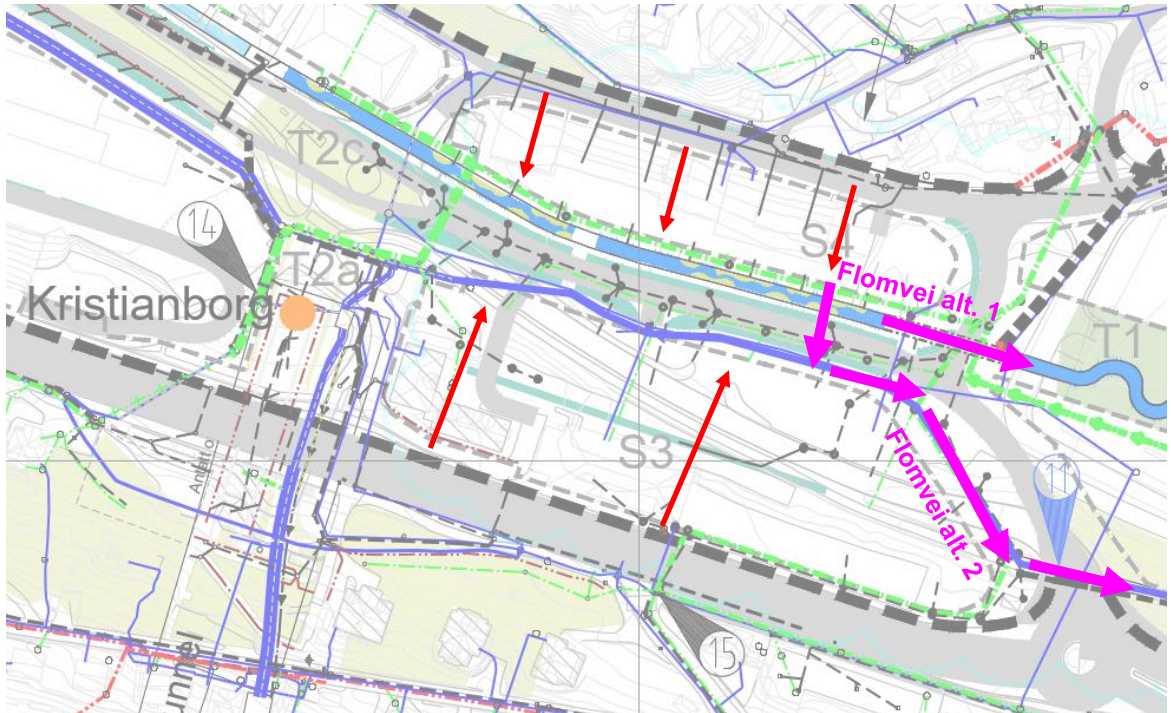 T2c
14
T2a
Kristianborg
S4
Flomvei alt. 1
T1
S3
Flomvei alt. 2
11
15